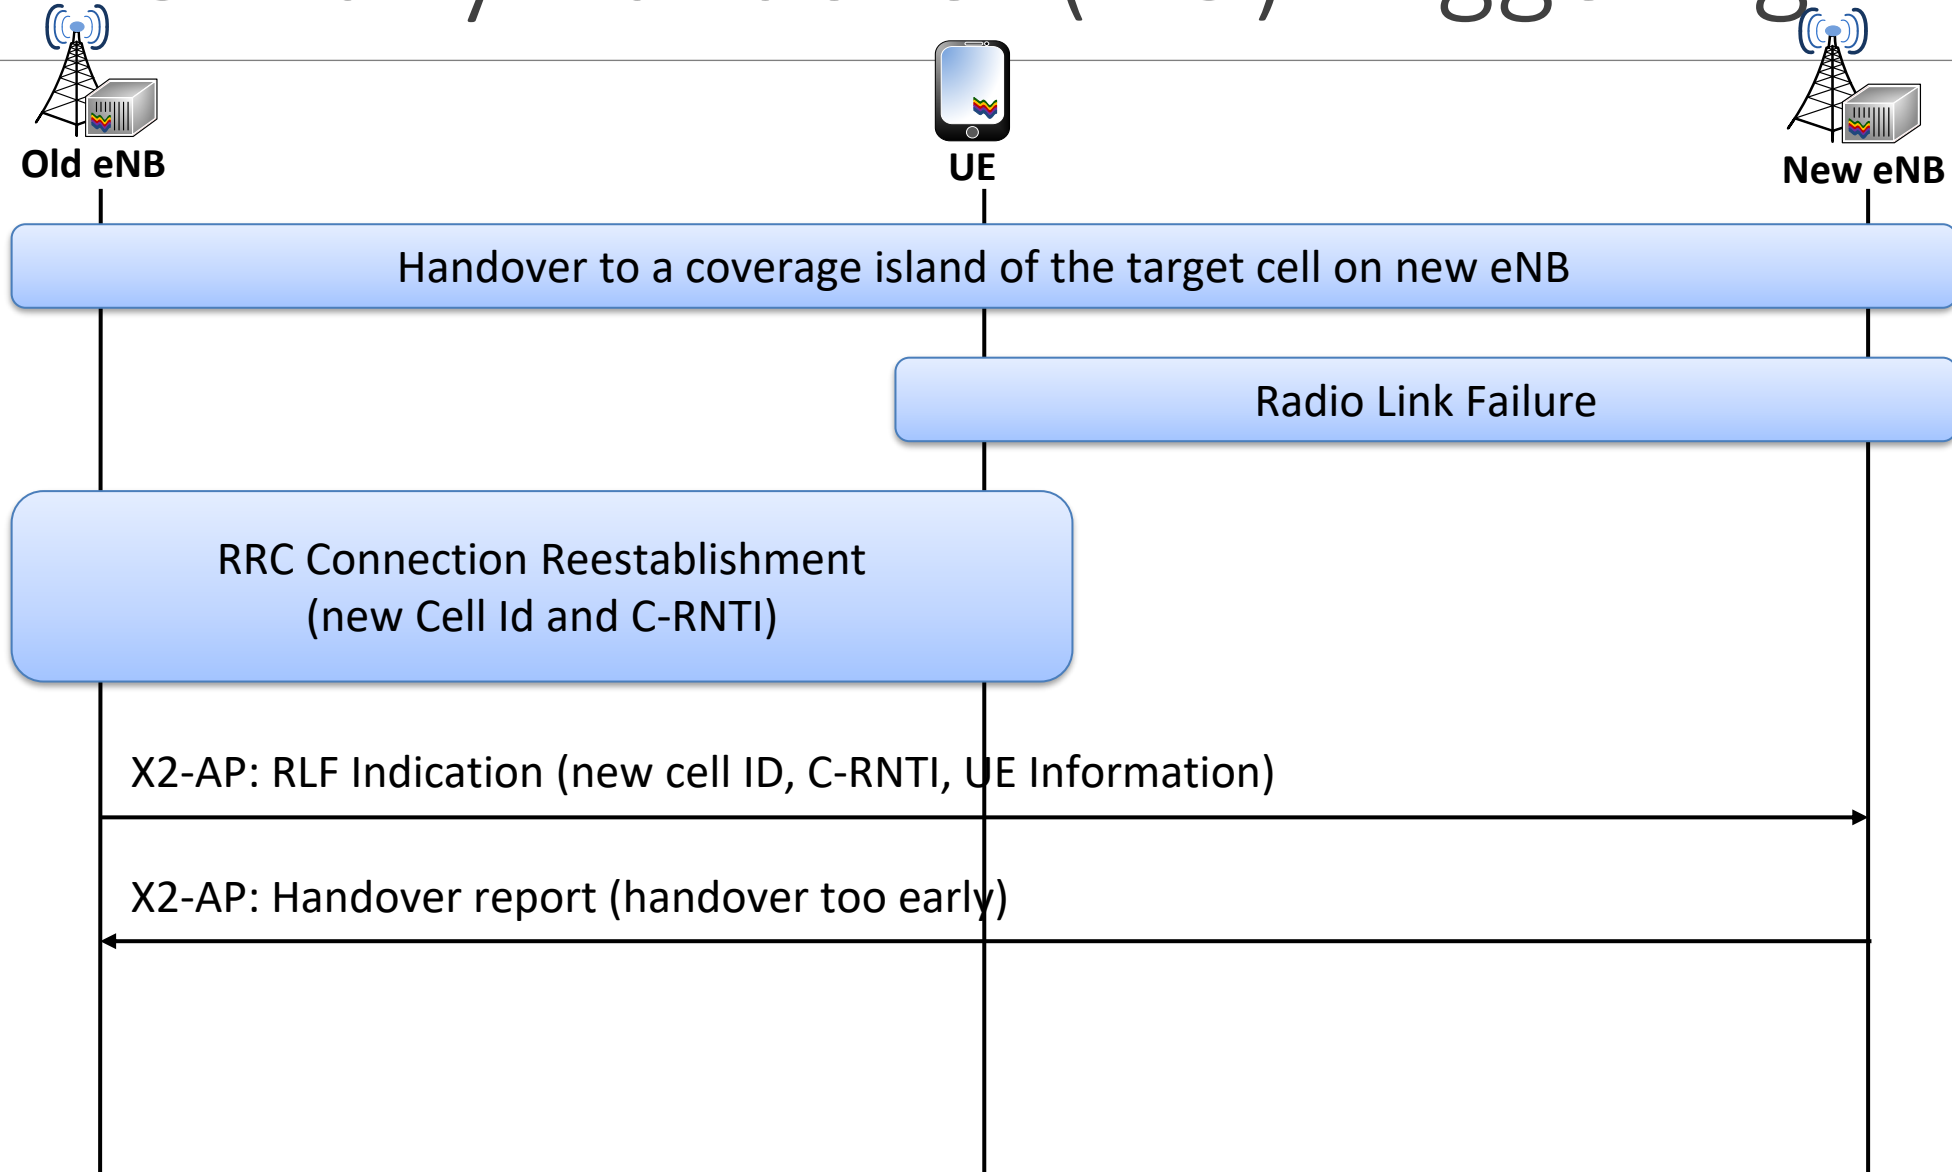 Old eNB
UE
New eNB
Handover to a coverage island of the target cell on new eNB
Radio Link Failure
RRC Connection Reestablishment
(new Cell Id and C-RNTI)
X2-AP: RLF Indication (new cell ID, C-RNTI, UE Information)
X2-AP: Handover report (handover too early)